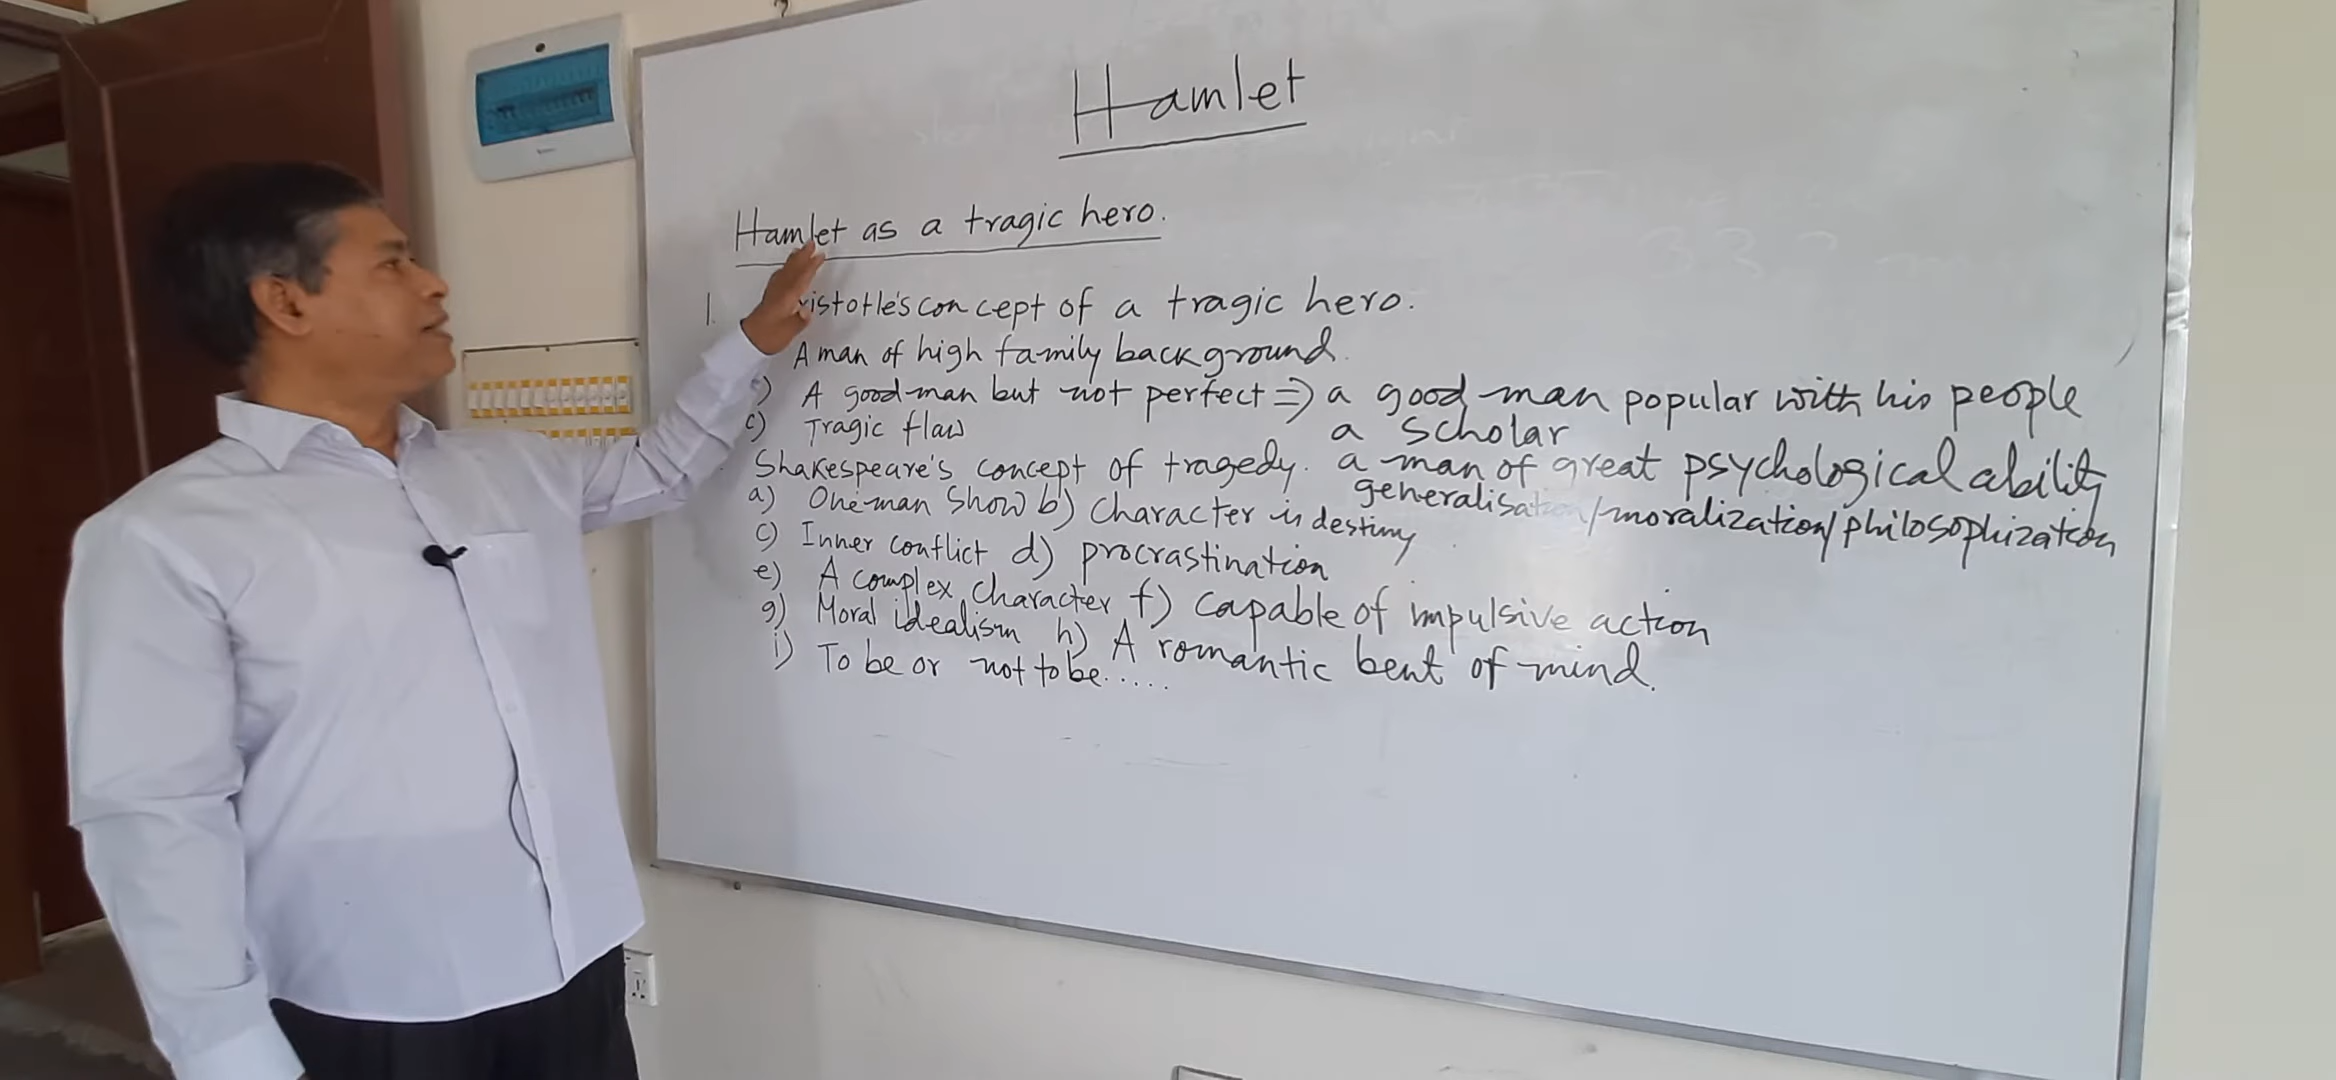 Hamlet
Hamlet as a tragic hero.
1. ristotle's concept of a tragic hero.
A man of high family background.
) A good man but not perfect ⇒ a good man popular with his people
c) Tragic flaw a scholar
Shakespeare's concept of tragedy. a man of great psychological ability
generalisation/moralization/philosophization
a) One-man show b) Character is destiny
c) Inner conflict d) procrastination
e) A complex character f) capable of impulsive action
g) Moral idealism h) A romantic bent of mind.
i) To be or not to be.....